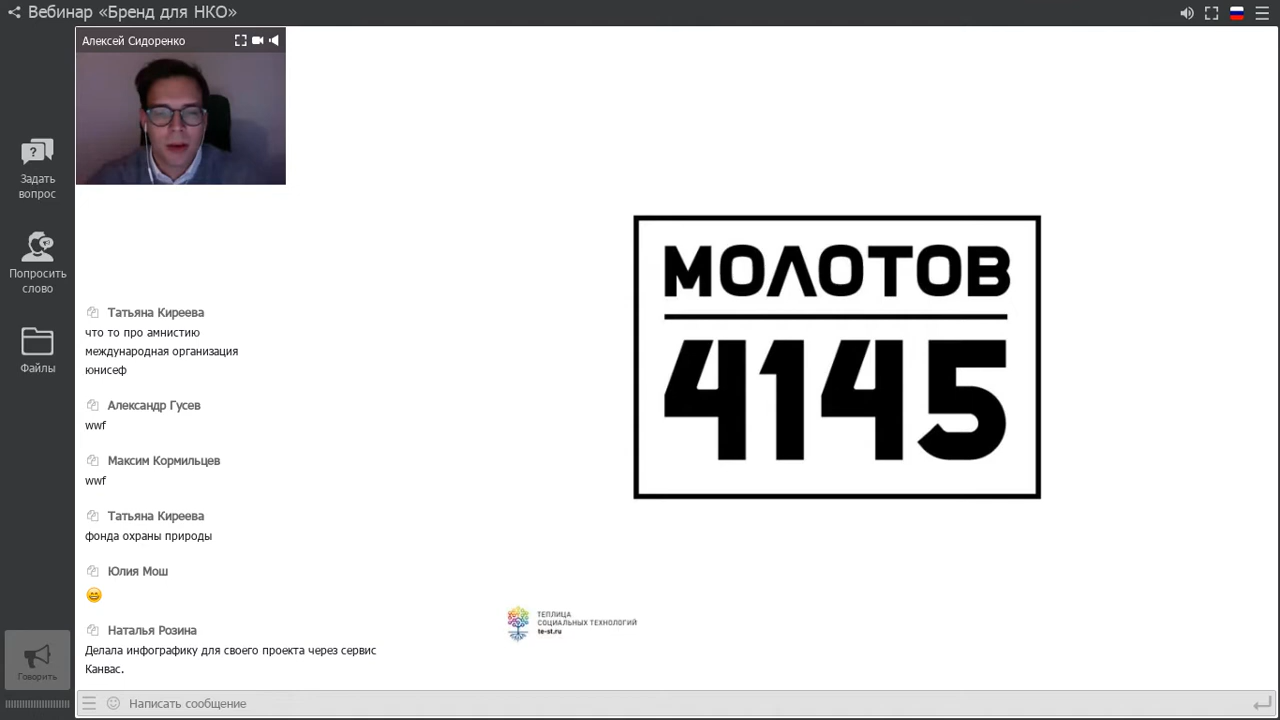 Вебинар «Бренд для НКО»
Алексей Сидоренко
Задать
вопрос
Попросить
слово
Файлы
Говорить
Татьяна Киреева
что то про амнистию
международная организация
юнисеф
Александр Гусев
wwf
Максим Кормильцев
wwf
Татьяна Киреева
фонда охраны природы
Юлия Мош
Наталья Розина
Делала инфографику для своего проекта через сервис
Канвас.
Написать сообщение
МОЛОТОВ
4145
ТЕПЛИЦА
СОЦИАЛЬНЫХ ТЕХНОЛОГИЙ
te-st.ru